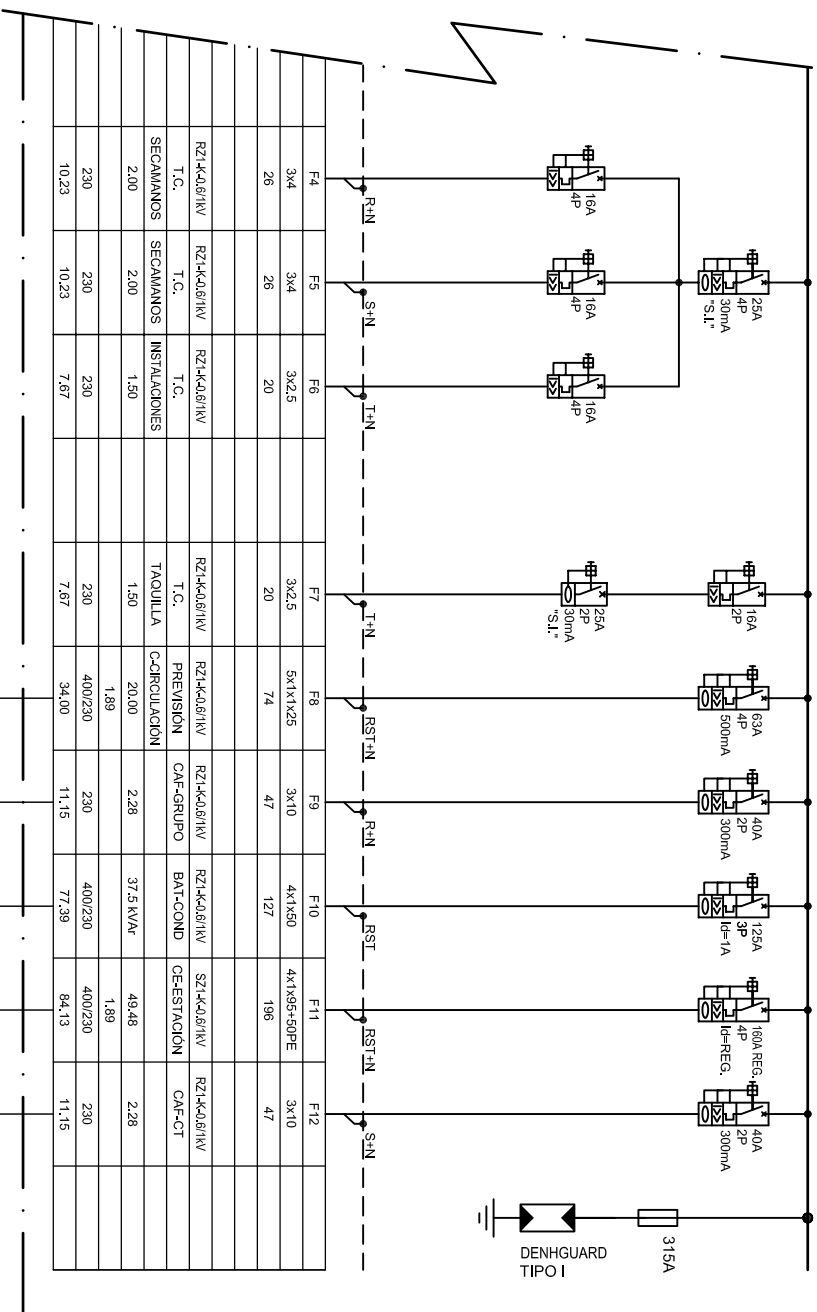 25A
4P
30mA
"S.I."
16A
4P
16A
4P
16A
4P
16A
2P
25A
2P
30mA
"S.I."
63A
4P
500mA
40A
2P
300mA
125A
3P
Id=1A
160A REG.
4P
Id=REG.
40A
2P
300mA
315A
DENHGUARD
TIPO I
R+N
S+N
T+N
T+N
RST+N
R+N
RST
RST+N
S+N
F4
3x4
26
RZ1-K-0.6/1kV
T.C.
SECAMANOS
2.00
230
10.23
F5
3x4
26
RZ1-K-0.6/1kV
T.C.
SECAMANOS
2.00
230
10.23
F6
3x2.5
20
RZ1-K-0.6/1kV
T.C.
INSTALACIONES
1.50
230
7.67
F7
3x2.5
20
RZ1-K-0.6/1kV
T.C.
TAQUILLA
1.50
230
7.67
F8
5x1x1x25
74
RZ1-K-0.6/1kV
PREVISIÓN
C-CIRCULACIÓN
20.00
1.89
400/230
34.00
F9
3x10
47
RZ1-K-0.6/1kV
CAF-GRUPO
2.28
230
11.15
F10
4x1x50
127
RZ1-K-0.6/1kV
BAT-COND
37.5 kVAr
400/230
77.39
F11
4x1x95+50PE
196
SZ1-K-0.6/1kV
CE-ESTACIÓN
49.48
1.89
400/230
84.13
F12
3x10
47
RZ1-K-0.6/1kV
CAF-CT
2.28
230
11.15